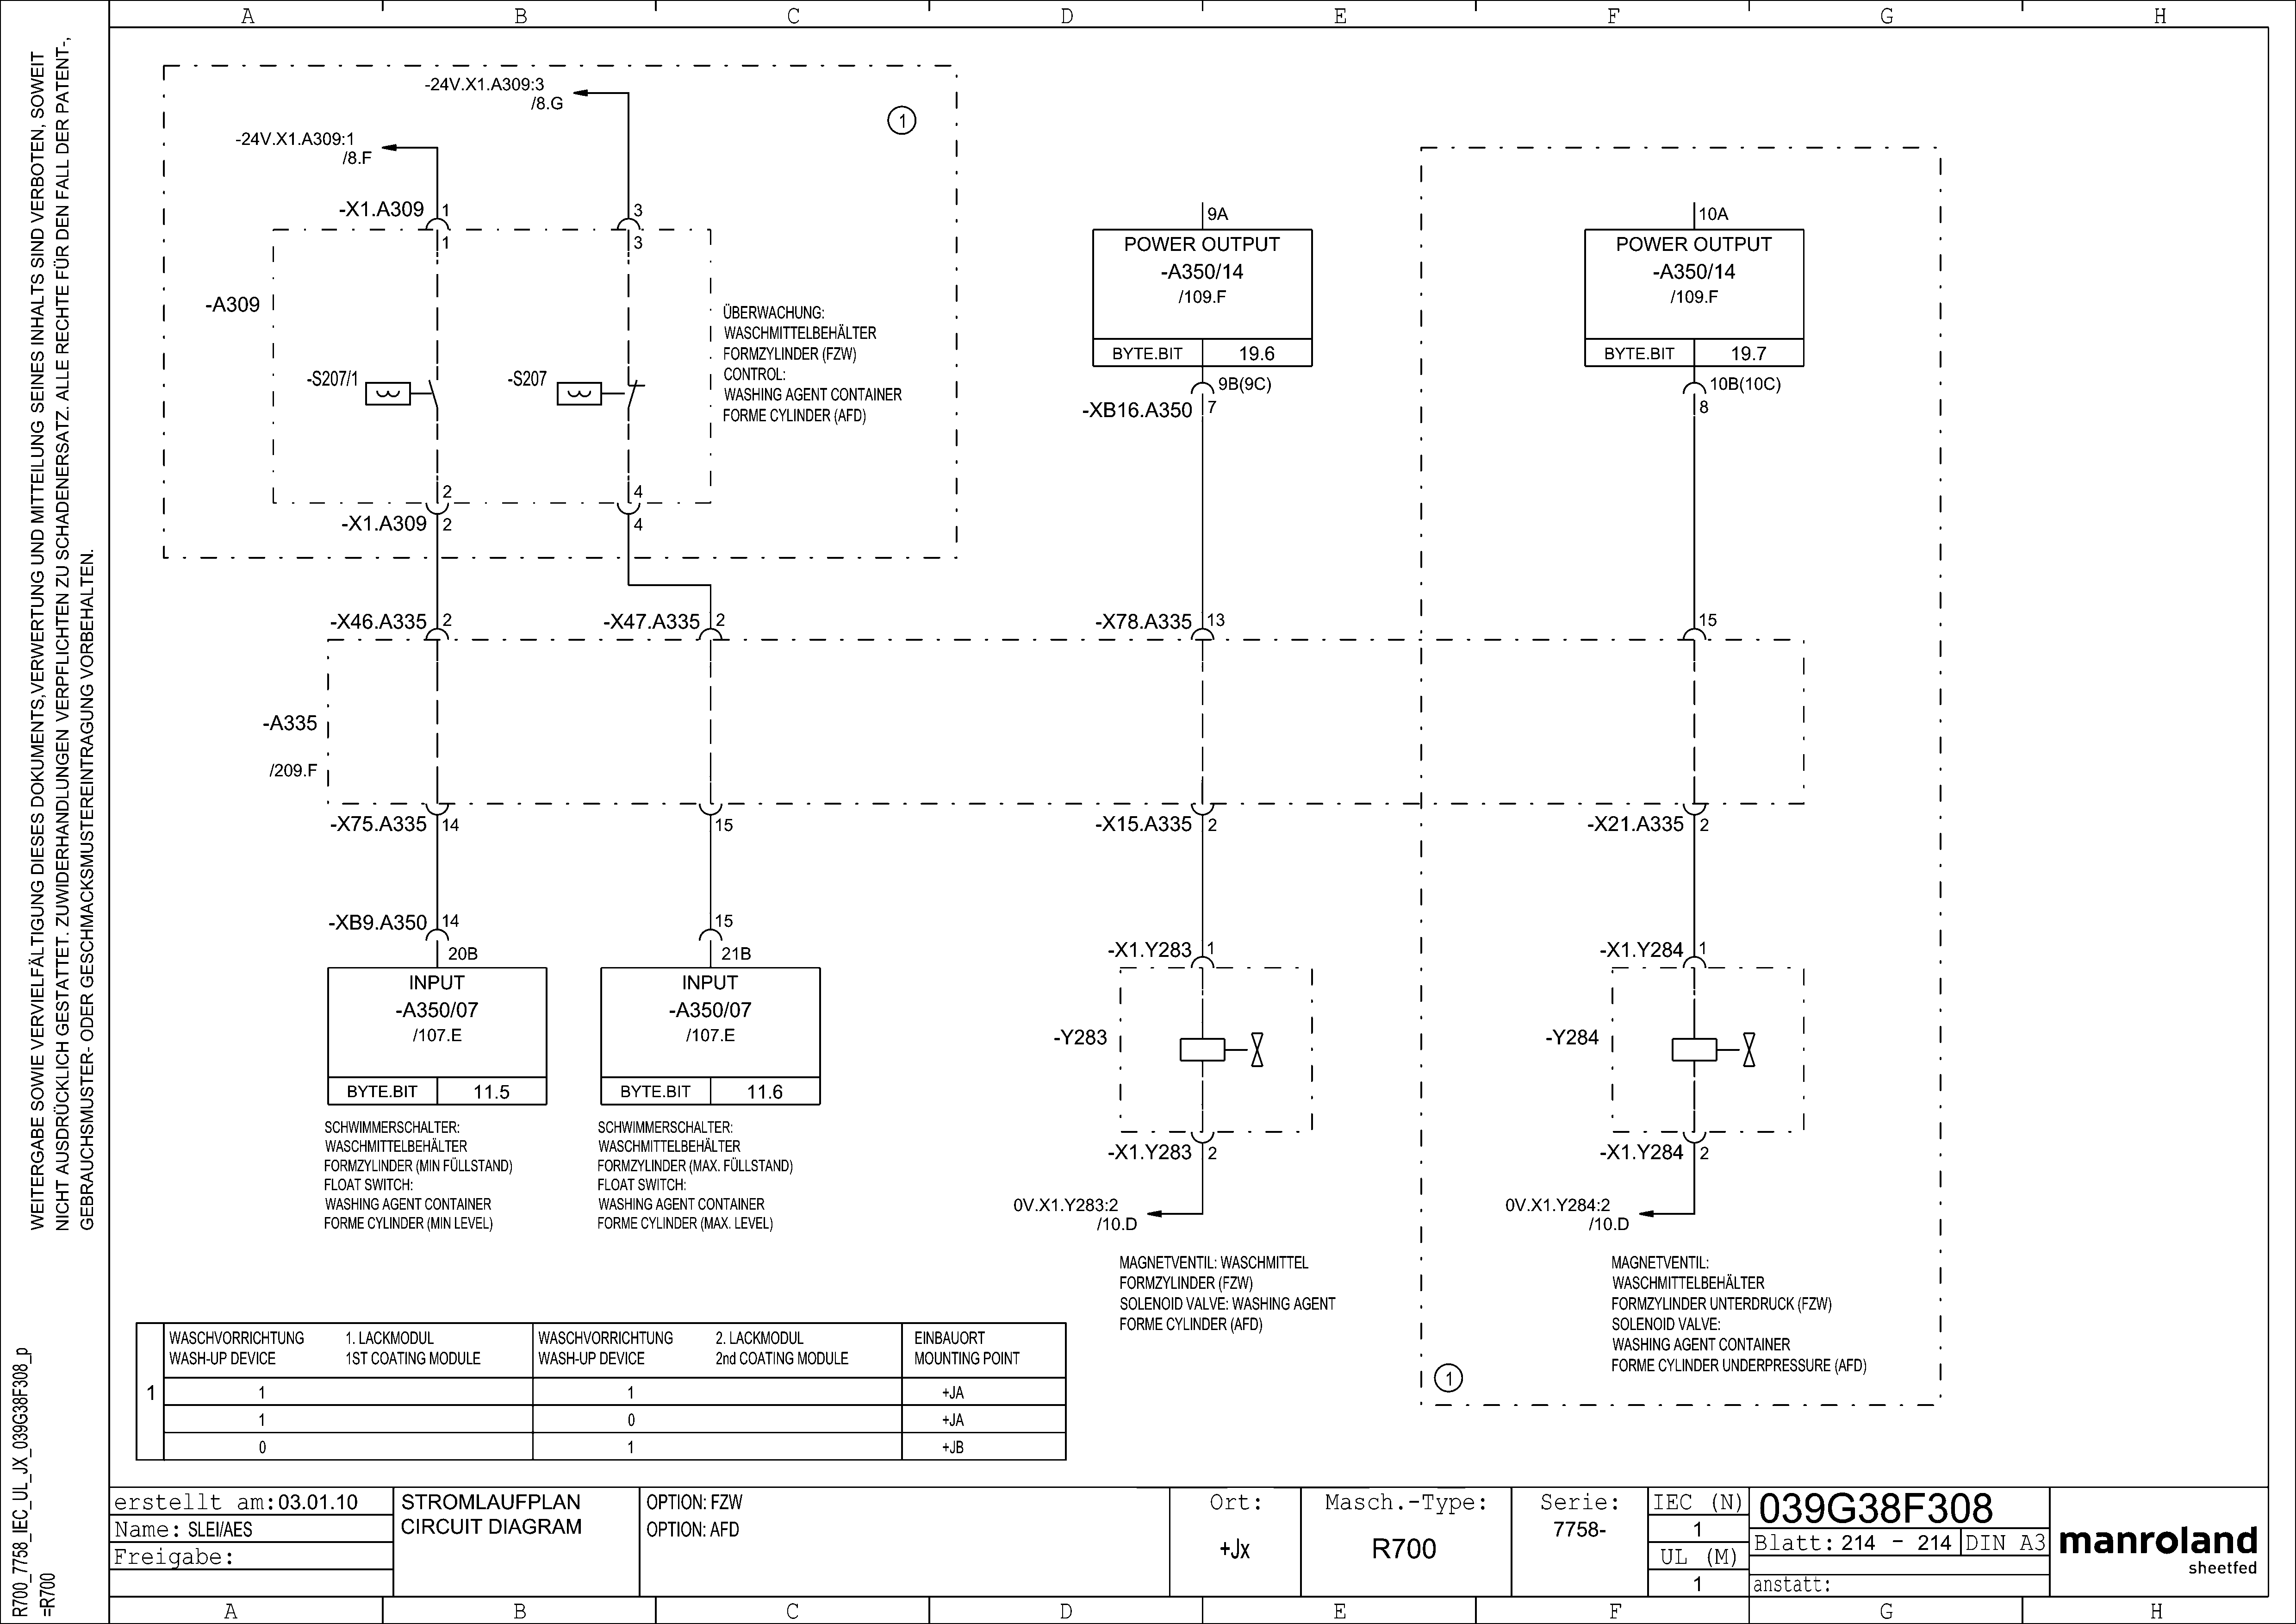 A B C D E F G H
WEITERGABE SOWIE VERVIELFÄLTIGUNG DIESES DOKUMENTS,VERWERTUNG UND MITTEILUNG SEINES INHALTS SIND VERBOTEN, SOWEIT
NICHT AUSDRÜCKLICH GESTATTET. ZUWIDERHANDLUNGEN VERPFLICHTEN ZU SCHADENERSATZ. ALLE RECHTE FÜR DEN FALL DER PATENT-,
GEBRAUCHSMUSTER- ODER GESCHMACKSMUSTEREINTRAGUNG VORBEHALTEN.
R700_7758_IEC_UL_JX_039G38F308_p
=R700
-24V.X1.A309:3
/8.G
1
-24V.X1.A309:1
/8.F
-X1.A309 1
3
1
3
-A309
-S207/1
-S207
ÜBERWACHUNG:
WASCHMITTELBEHÄLTER
FORMZYLINDER (FZW)
CONTROL:
WASHING AGENT CONTAINER
FORME CYLINDER (AFD)
2
4
-X1.A309 2
4
9A
POWER OUTPUT
-A350/14
/109.F
BYTE.BIT 19.6
9B(9C)
-XB16.A350 7
10A
POWER OUTPUT
-A350/14
/109.F
BYTE.BIT 19.7
10B(10C)
8
-X46.A335 2
-X47.A335 2
-X78.A335 13
15
-A335
/209.F
-X75.A335 14
15
-X15.A335 2
-X21.A335 2
-XB9.A350 14
15
20B
21B
INPUT
-A350/07
/107.E
BYTE.BIT 11.5
INPUT
-A350/07
/107.E
BYTE.BIT 11.6
SCHWIMMERSCHALTER:
WASCHMITTELBEHÄLTER
FORMZYLINDER (MIN FÜLLSTAND)
FLOAT SWITCH:
WASHING AGENT CONTAINER
FORME CYLINDER (MIN LEVEL)
SCHWIMMERSCHALTER:
WASCHMITTELBEHÄLTER
FORMZYLINDER (MAX. FÜLLSTAND)
FLOAT SWITCH:
WASHING AGENT CONTAINER
FORME CYLINDER (MAX. LEVEL)
-X1.Y283 1
-Y283
-X1.Y283 2
0V.X1.Y283:2
/10.D
MAGNETVENTIL: WASCHMITTEL
FORMZYLINDER (FZW)
SOLENOID VALVE: WASHING AGENT
FORME CYLINDER (AFD)
-X1.Y284 1
-Y284
-X1.Y284 2
0V.X1.Y284:2
/10.D
MAGNETVENTIL:
WASCHMITTELBEHÄLTER
FORMZYLINDER UNTERDRUCK (FZW)
SOLENOID VALVE:
WASHING AGENT CONTAINER
FORME CYLINDER UNDERPRESSURE (AFD)
1
WASCHVORRICHTUNG 1. LACKMODUL WASCHVORRICHTUNG 2. LACKMODUL EINBAUORT
WASH-UP DEVICE 1ST COATING MODULE WASH-UP DEVICE 2nd COATING MODULE MOUNTING POINT
1 1 1 +JA
1 0 +JA
0 1 +JB
erstellt am: 03.01.10
Name: SLEI/AES
Freigabe:
STROMLAUFPLAN
CIRCUIT DIAGRAM
OPTION: FZW
OPTION: AFD
Ort:
+Jx
Masch.-Type:
R700
Serie:
7758-
IEC (N)
1
UL (M)
1
039G38F308
Blatt: 214 - 214 DIN A3
anstatt:
manroland
sheetfed
A B C D E F G H